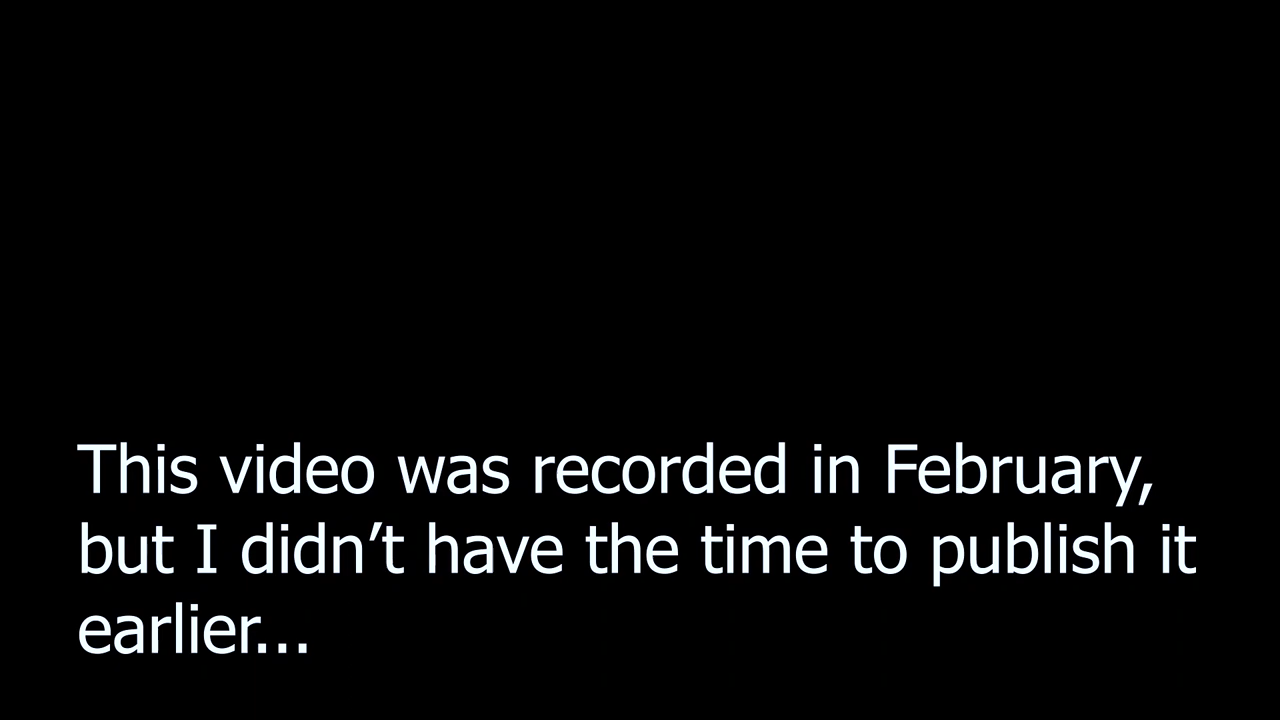 This video was recorded in February,
but I didn’t have the time to publish it
earlier...